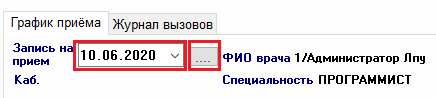 График приёма Журнал вызовов
Запись на прием 10.06.2020 .... ФИО врача 1/Администратор Лпу
Каб. Специальность ПРОГРАММИСТ